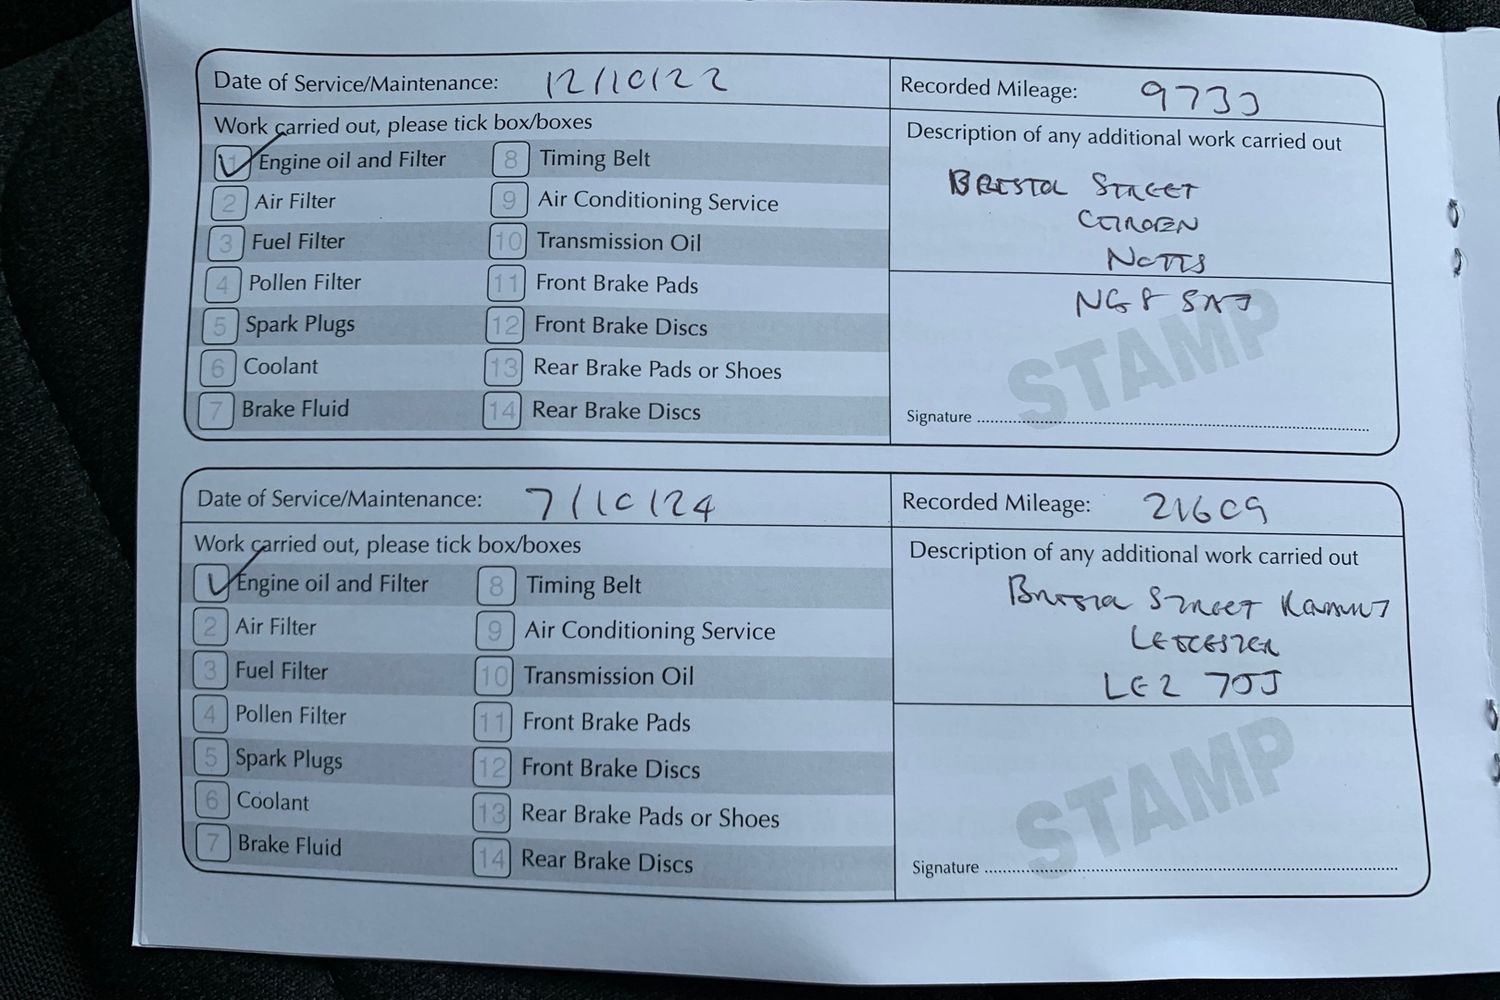 Date of Service/Maintenance: 12/10/22
Recorded Mileage: 9733
Work carried out, please tick box/boxes
1 Engine oil and Filter
2 Air Filter
3 Fuel Filter
4 Pollen Filter
5 Spark Plugs
6 Coolant
7 Brake Fluid
8 Timing Belt
9 Air Conditioning Service
10 Transmission Oil
11 Front Brake Pads
12 Front Brake Discs
13 Rear Brake Pads or Shoes
14 Rear Brake Discs
Description of any additional work carried out
BRISTOL STREET
CITROEN
NOTTS
NG8
STAMP
Signature
Date of Service/Maintenance: 7/10/24
Recorded Mileage: 21609
Work carried out, please tick box/boxes
Engine oil and Filter
2 Air Filter
3 Fuel Filter
4 Pollen Filter
5 Spark Plugs
6 Coolant
7 Brake Fluid
8 Timing Belt
9 Air Conditioning Service
10 Transmission Oil
11 Front Brake Pads
12 Front Brake Discs
13 Rear Brake Pads or Shoes
14 Rear Brake Discs
Description of any additional work carried out
BRISTOL STREET
LEICESTER
LE2 7JJ
STAMP
Signature